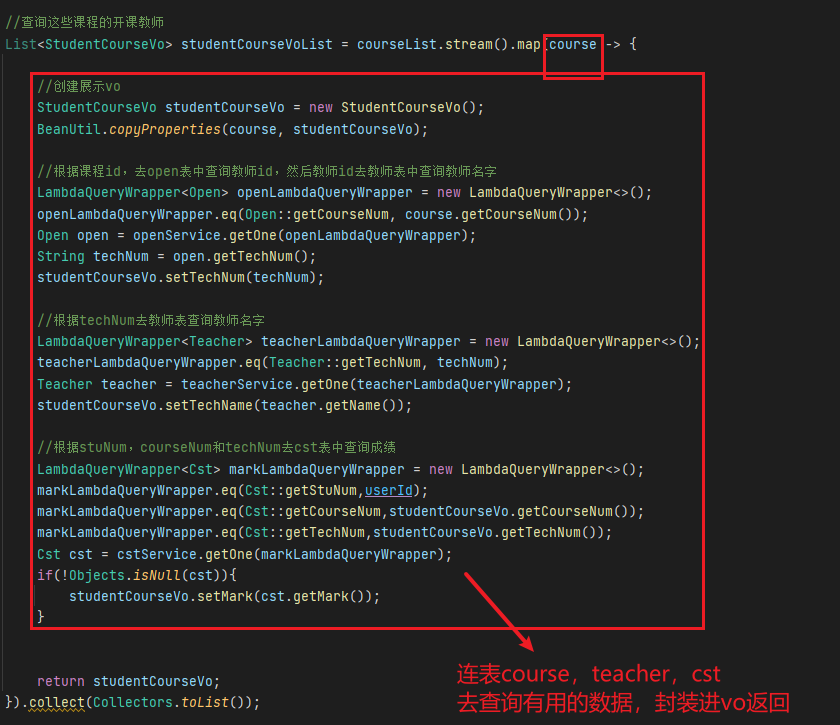 //查询这些课程的开课教师
List<StudentCourseVo> studentCourseVoList = courseList.stream().map(course -> {
//创建展示vo
StudentCourseVo studentCourseVo = new StudentCourseVo();
BeanUtil.copyProperties(course, studentCourseVo);
//根据课程id，去open表中查询教师id，然后教师id去教师表中查询教师名字
LambdaQueryWrapper<Open> openLambdaQueryWrapper = new LambdaQueryWrapper<>();
openLambdaQueryWrapper.eq(Open::getCourseNum, course.getCourseNum());
Open open = openService.getOne(openLambdaQueryWrapper);
String techNum = open.getTechNum();
studentCourseVo.setTechNum(techNum);
//根据techNum去教师表查询教师名字
LambdaQueryWrapper<Teacher> teacherLambdaQueryWrapper = new LambdaQueryWrapper<>();
teacherLambdaQueryWrapper.eq(Teacher::getTechNum, techNum);
Teacher teacher = teacherService.getOne(teacherLambdaQueryWrapper);
studentCourseVo.setTechName(teacher.getName());
//根据stuNum，courseNum和techNum去cst表中查询成绩
LambdaQueryWrapper<Cst> markLambdaQueryWrapper = new LambdaQueryWrapper<>();
markLambdaQueryWrapper.eq(Cst::getStuNum,userId);
markLambdaQueryWrapper.eq(Cst::getCourseNum,studentCourseVo.getCourseNum());
markLambdaQueryWrapper.eq(Cst::getTechNum,studentCourseVo.getTechNum());
Cst cst = cstService.getOne(markLambdaQueryWrapper);
if(!Objects.isNull(cst)){
studentCourseVo.setMark(cst.getMark());
}
return studentCourseVo;
}).collect(Collectors.toList());
连表course，teacher，cst
去查询有用的数据，封装进vo返回